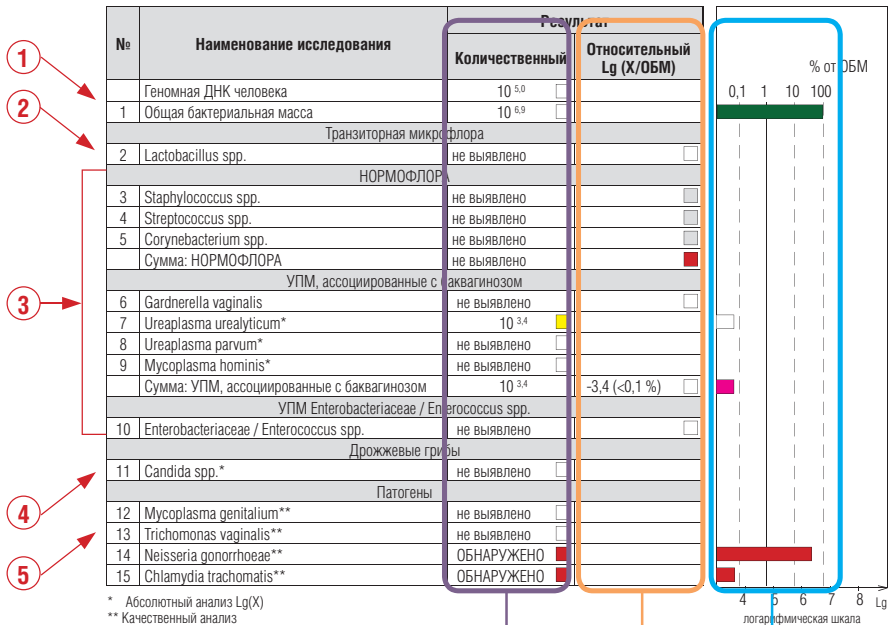 Результат
№ Наименование исследования Количественный Относительный Lg (X/ОБМ)
% от ОБМ
0,1 1 10 100
1
Геномная ДНК человека 10 5,0
1 Общая бактериальная масса 10 6,9
2
Транзиторная микрофлора
2 Lactobacillus spp. не выявлено
НОРМОФЛОРА
3 Staphylococcus spp. не выявлено
4 Streptococcus spp. не выявлено
5 Corynebacterium spp. не выявлено
Сумма: НОРМОФЛОРА не выявлено
УПМ, ассоциированные с баквагинозом
3
6 Gardnerella vaginalis не выявлено
7 Ureaplasma urealyticum* 10 3,4
8 Ureaplasma parvum* не выявлено
9 Mycoplasma hominis* не выявлено
Сумма: УПМ, ассоциированные с баквагинозом 10 3,4 -3,4 (<0,1 %)
УПМ Enterobacteriaceae / Enterococcus spp.
10 Enterobacteriaceae / Enterococcus spp. не выявлено
Дрожжевые грибы
11 Candida spp.* не выявлено
4
Патогены
12 Mycoplasma genitalium** не выявлено
13 Trichomonas vaginalis** не выявлено
14 Neisseria gonorrhoeae** ОБНАРУЖЕНО
5
15 Chlamydia trachomatis** ОБНАРУЖЕНО
4 5 6 7 8 Lg
логарифмическая шкала
* Абсолютный анализ Lg(X)
** Качественный анализ